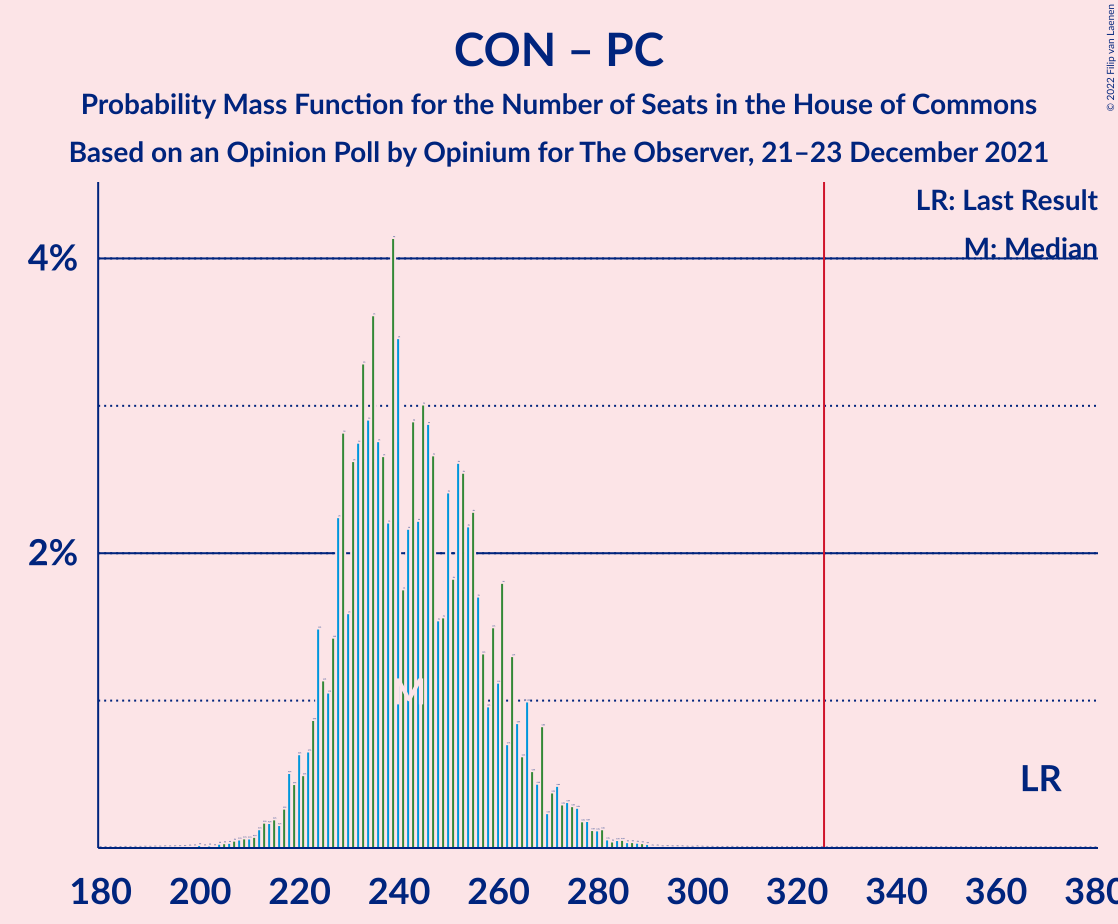 CON – PC
Probability Mass Function for the Number of Seats in the House of Commons
Based on an Opinion Poll by Opinium for The Observer, 21–23 December 2021
© 2022 Filip van Laenen
LR: Last Result
M: Median
4%
2%
M
LR
180 200 220 240 260 280 300 320 340 360 380